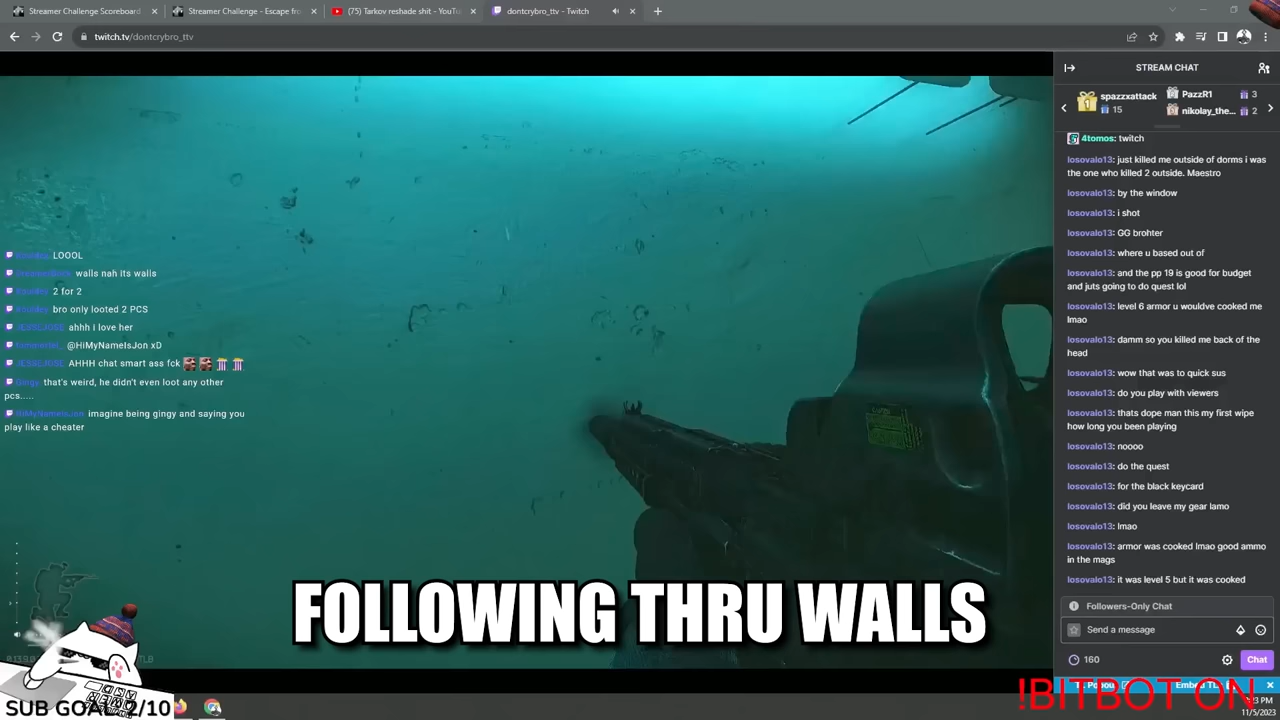 Streamer Challenge Scoreboard
Streamer Challenge - Escape fro
(75) Tarkov reshade shit - YouTu
dontcrybro_ttv - Twitch
twitch.tv/dontcrybro_ttv
STREAM CHAT
1
spazzxattack
15
PazzR1
3
nikolay_the...
2
4tomos: twitch
losovalo13: just killed me outside of dorms i was
the one who killed 2 outside. Maestro
losovalo13: by the window
losovalo13: i shot
losovalo13: GG brohter
losovalo13: where u based out of
losovalo13: and the pp 19 is good for budget
and juts going to do quest lol
losovalo13: level 6 armor u wouldve cooked me
lmao
losovalo13: damm so you killed me back of the
head
losovalo13: wow that was to quick sus
losovalo13: do you play with viewers
losovalo13: thats dope man this my first wipe
how long you been playing
losovalo13: noooo
losovalo13: do the quest
losovalo13: for the black keycard
losovalo13: did you leave my gear lamo
losovalo13: lmao
losovalo13: armor was cooked lmao good ammo
in the mags
losovalo13: it was level 5 but it was cooked
Followers-Only Chat
Send a message
160
Chat
LOOOL
walls nah its walls
2 for 2
bro only looted 2 PCS
JESSEJOSE ahhh i love her
@HiMyNameIsJon xD
JESSEJOSE AHHH chat smart ass fck
Gingy that's weird, he didn't even loot any other
pcs.....
HiMyNameIsJon imagine being gingy and saying you
play like a cheater
FOLLOWING THRU WALLS
SUB GOAL: 2/10
!BITBOT ON
11/5/2023